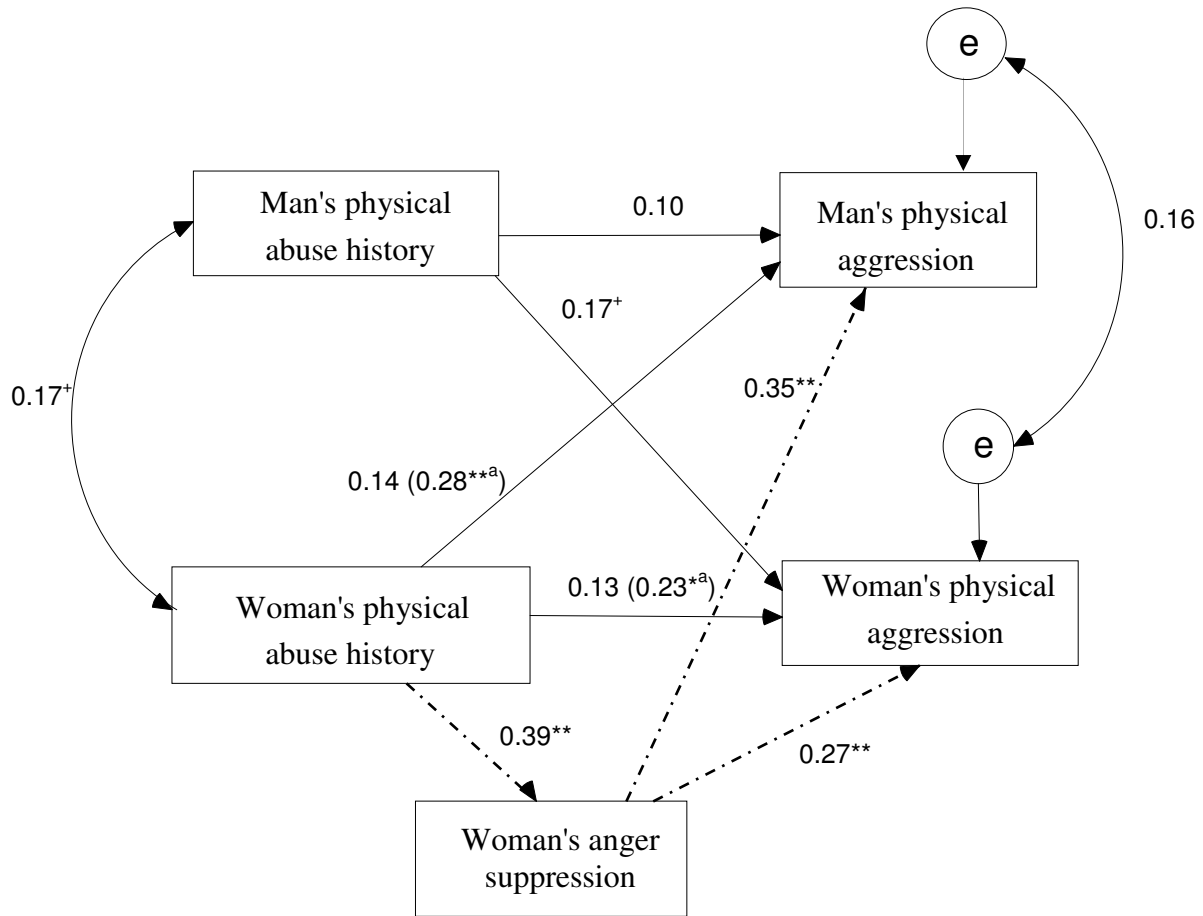 e
Man's physical
abuse history
0.10
Man's physical
aggression
0.16
0.17⁺
0.17⁺
0.35**
e
0.14 (0.28**ᵃ)
Woman's physical
abuse history
0.13 (0.23*ᵃ)
Woman's physical
aggression
0.39**
0.27**
Woman's anger
suppression